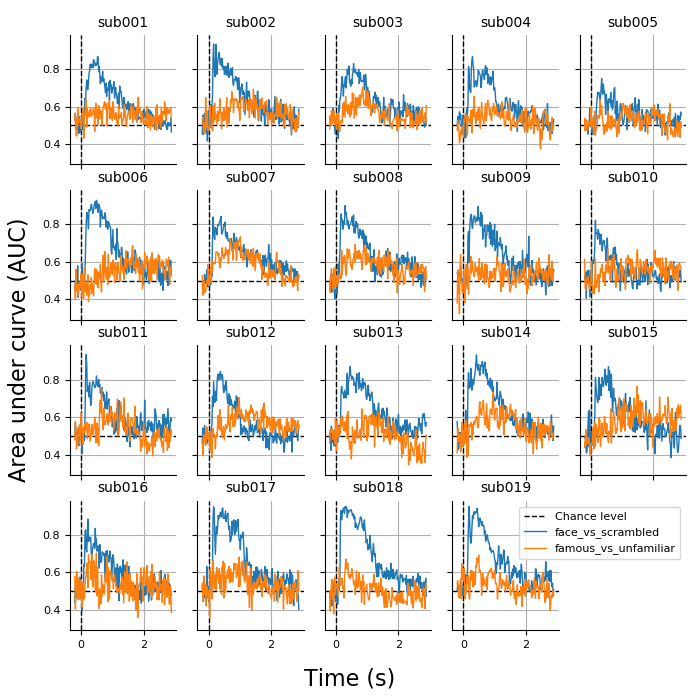 sub001 sub002 sub003 sub004 sub005
0.8
0.6
0.4
sub006 sub007 sub008 sub009 sub010
0.8
0.6
0.4
sub011 sub012 sub013 sub014 sub015
0.8
0.6
0.4
sub016 sub017 sub018 sub019
Chance level
face_vs_scrambled
famous_vs_unfamiliar
0.8
0.6
0.4
0 2 0 2 0 2 0 2
Area under curve (AUC)
Time (s)